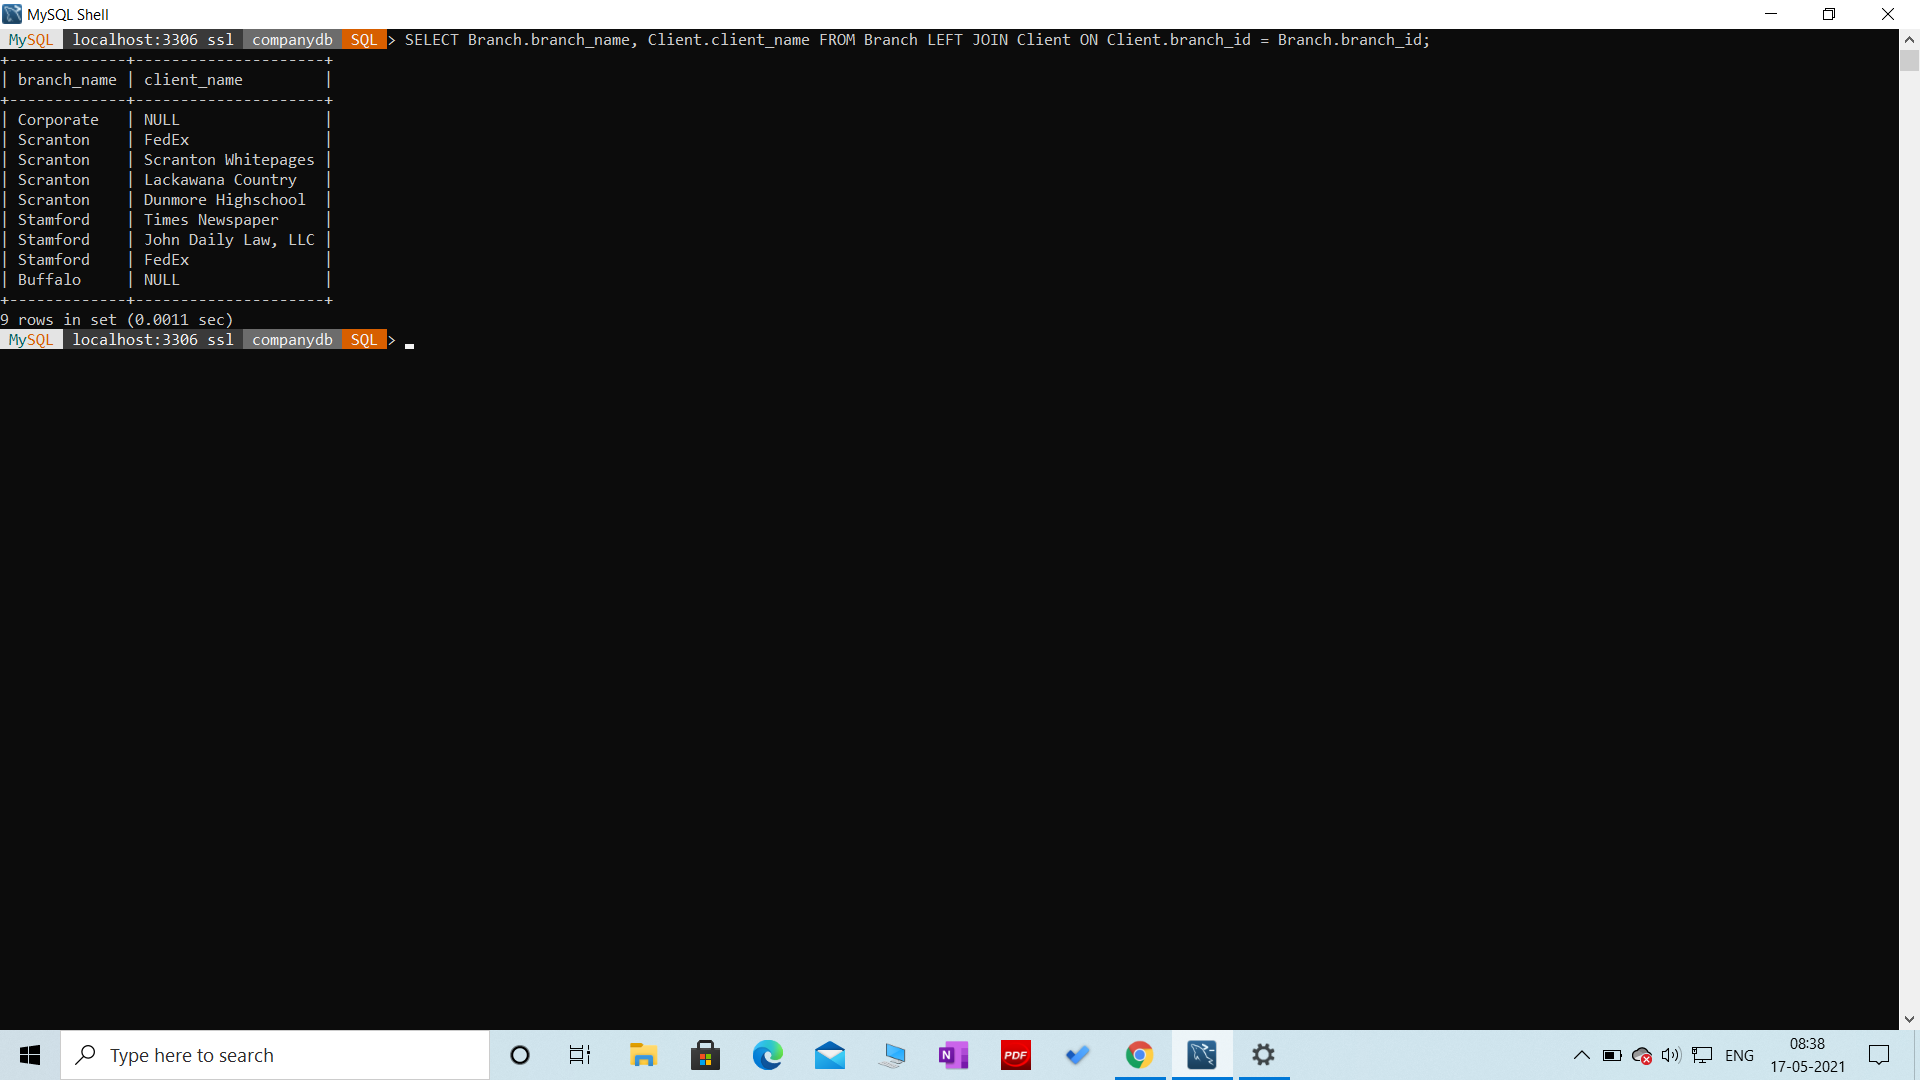 MySQL Shell
MySQL localhost:3306 ssl companydb SQL > SELECT Branch.branch_name, Client.client_name FROM Branch LEFT JOIN Client ON Client.branch_id = Branch.branch_id;
+-------------+---------------------+
| branch_name | client_name         |
+-------------+---------------------+
| Corporate   | NULL                |
| Scranton    | FedEx               |
| Scranton    | Scranton Whitepages |
| Scranton    | Lackawana Country   |
| Scranton    | Dunmore Highschool  |
| Stamford    | Times Newspaper     |
| Stamford    | John Daily Law, LLC |
| Stamford    | FedEx               |
| Buffalo     | NULL                |
+-------------+---------------------+
9 rows in set (0.0011 sec)
MySQL localhost:3306 ssl companydb SQL > _
Type here to search
N
PDF
ENG
08:38
17-05-2021